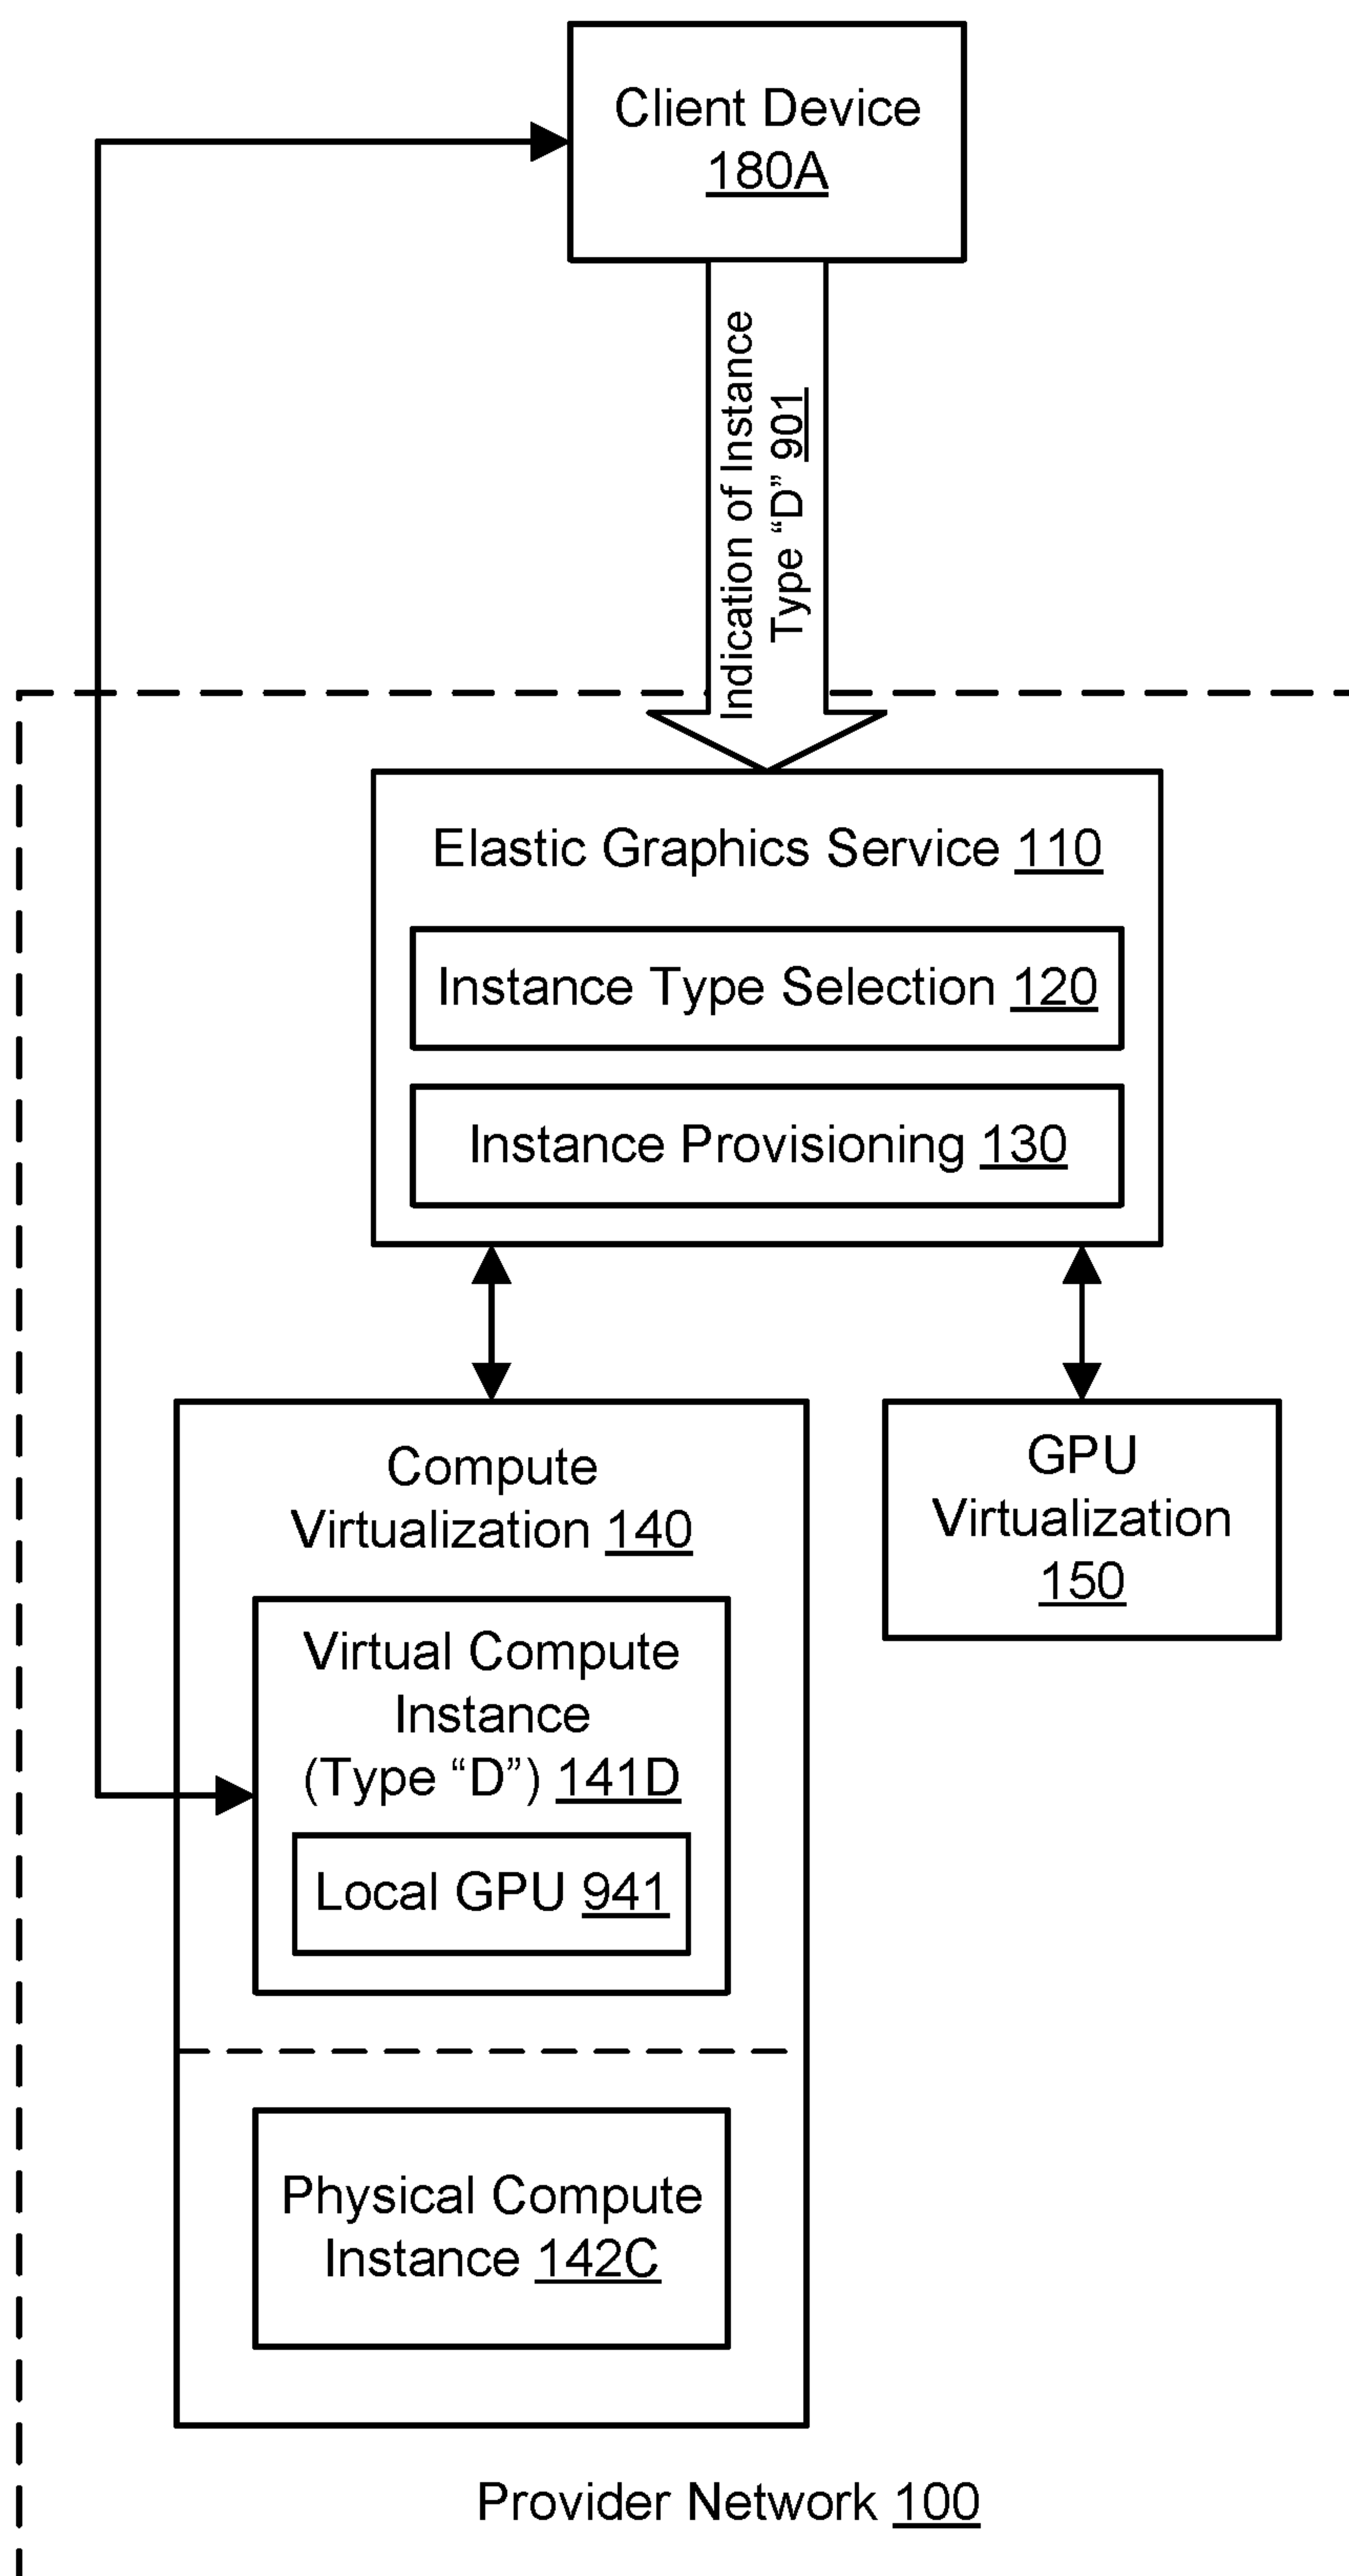 Client Device
180A
Indication of Instance
Type “D” 901
Elastic Graphics Service 110
Instance Type Selection 120
Instance Provisioning 130
Compute
Virtualization 140
Virtual Compute
Instance
(Type “D”) 141D
Local GPU 941
GPU
Virtualization
150
Physical Compute
Instance 142C
Provider Network 100